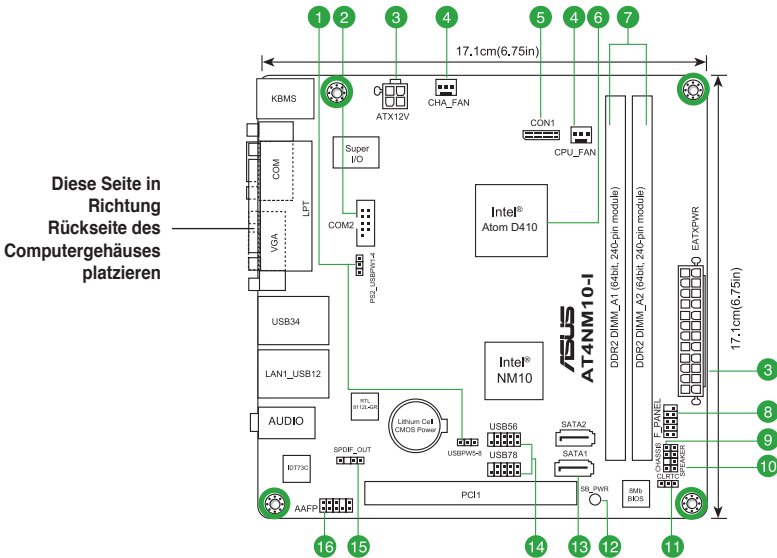 1 2 3 4 5 4 6 7
17.1cm(6.75in)
KBMS
ATX12V
CHA_FAN
CON1
CPU_FAN
Super
I/O
COM
LPT
VGA
COM2
PS2_USBPW1-4
Diese Seite in
Richtung
Rückseite des
Computergehäuses
platzieren
Intel®
Atom D410
DDR2 DIMM_A1 (64bit, 240-pin module)
DDR2 DIMM_A2 (64bit, 240-pin module)
EATXPWR
17.1cm(6.75in)
USB34
LAN1_USB12
AUDIO
RTL
8112L-GR
Lithium Cell
CMOS Power
Intel®
NM10
ASUS
AT4NM10-I
3
F_PANEL
8
USB56
USB78
USBPW5-8
SATA2
SATA1
CHASSIS
SPEAKER
9
10
CLRTC
SPDIF_OUT
IDT73C
AAFP
PCI1
SB_PWR
8Mb
BIOS
16 15 14 13 12 11